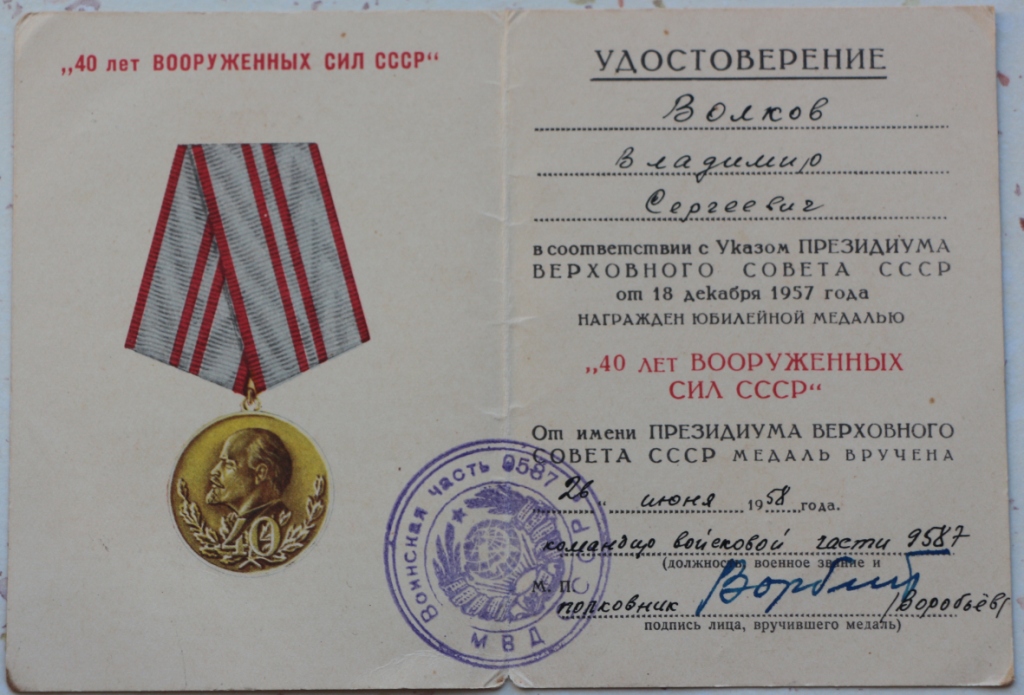 „40 лет ВООРУЖЕННЫХ СИЛ СССР“
40
УДОСТОВЕРЕНИЕ
Волков
Владимир
Сергеевич
в соответствии с Указом ПРЕЗИДИУМА
ВЕРХОВНОГО СОВЕТА СССР
от 18 декабря 1957 года
НАГРАЖДЕН ЮБИЛЕЙНОЙ МЕДАЛЬЮ
„40 ЛЕТ ВООРУЖЕННЫХ
СИЛ СССР“
От имени ПРЕЗИДИУМА ВЕРХОВНОГО
СОВЕТА СССР МЕДАЛЬ ВРУЧЕНА
„26“ июня 1958 года.
командир войсковой части 9587
(должность, военное звание и
М. П.
полковник /Воробьёв/
подпись лица, вручившего медаль)
Воинская часть 9587
СССР
МВД